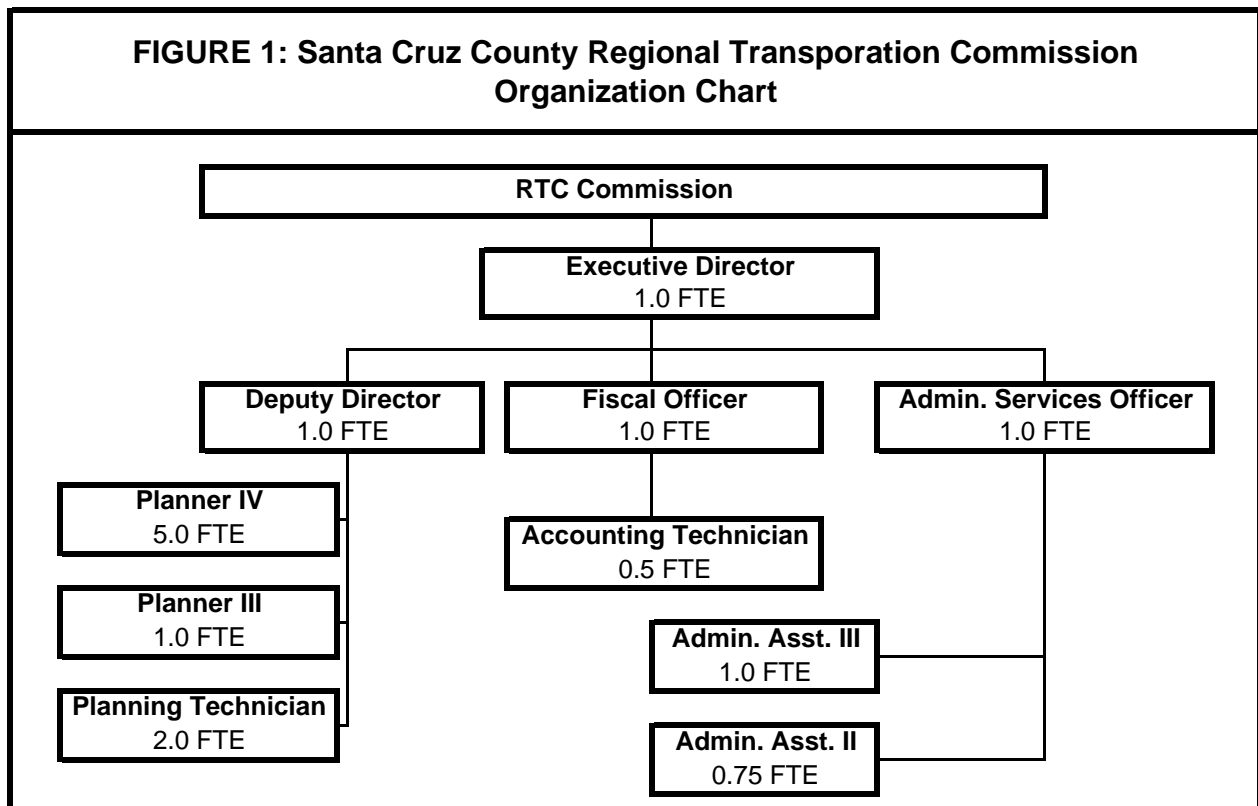 FIGURE 1: Santa Cruz County Regional Transporation Commission
Organization Chart
RTC Commission
Executive Director
1.0 FTE
Deputy Director
1.0 FTE
Fiscal Officer
1.0 FTE
Admin. Services Officer
1.0 FTE
Planner IV
5.0 FTE
Accounting Technician
0.5 FTE
Planner III
1.0 FTE
Admin. Asst. III
1.0 FTE
Planning Technician
2.0 FTE
Admin. Asst. II
0.75 FTE